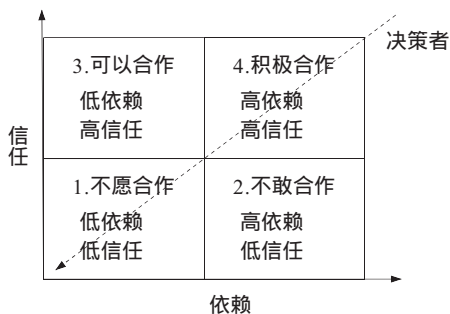 决策者
3.可以合作
低依赖
高信任
4.积极合作
高依赖
高信任
信任
1.不愿合作
低依赖
低信任
2.不敢合作
高依赖
低信任
依赖